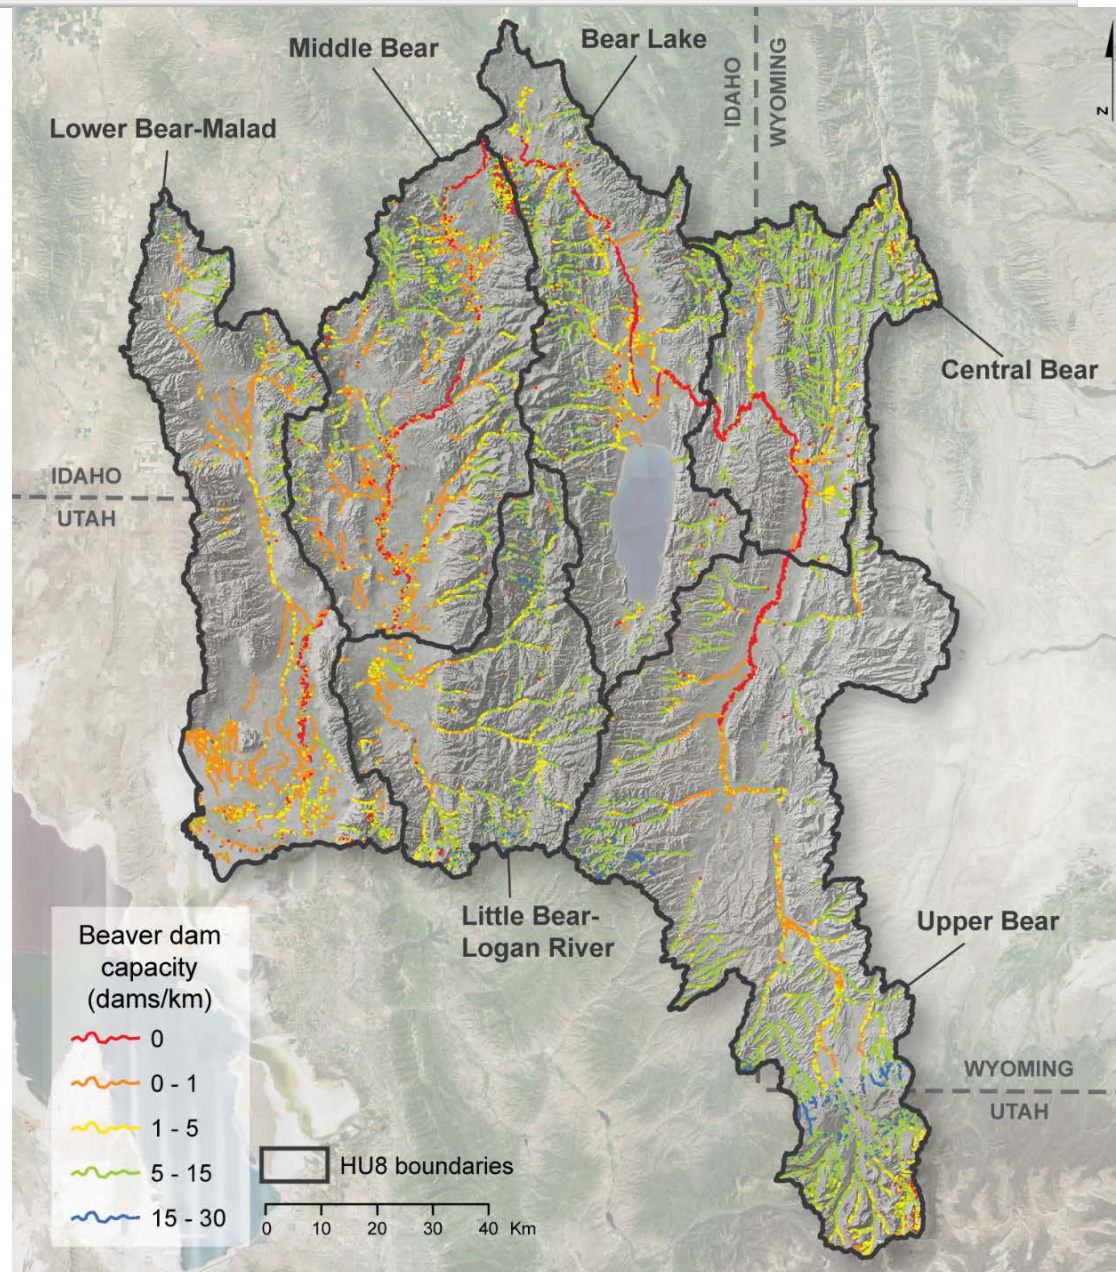 Middle Bear
Bear Lake
IDAHO
WYOMING
N
Lower Bear-Malad
Central Bear
IDAHO
UTAH
Little Bear-
Logan River
Upper Bear
WYOMING
UTAH
Beaver dam
capacity
(dams/km)
0
0 - 1
1 - 5
5 - 15
15 - 30
HU8 boundaries
0 10 20 30 40 Km